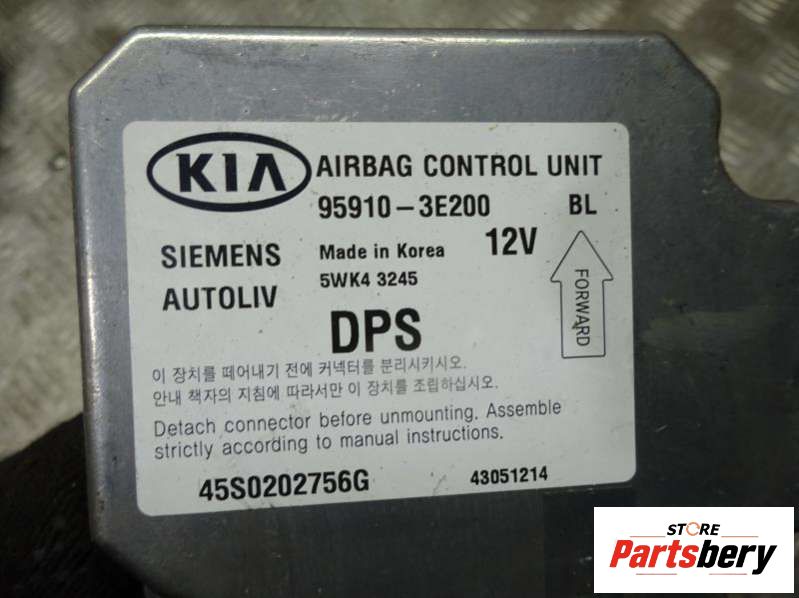 KIA AIRBAG CONTROL UNIT
95910-3E200 BL
SIEMENS Made in Korea 12V
AUTOLIV 5WK4 3245
FORWARD
DPS
이 장치를 떼어내기 전에 커넥터를 분리시키시오.
안내 책자의 지침에 따라서만 이 장치를 조립하십시오.
Detach connector before unmounting. Assemble
strictly according to manual instructions.
45S0202756G 43051214
STORE
Partsbery